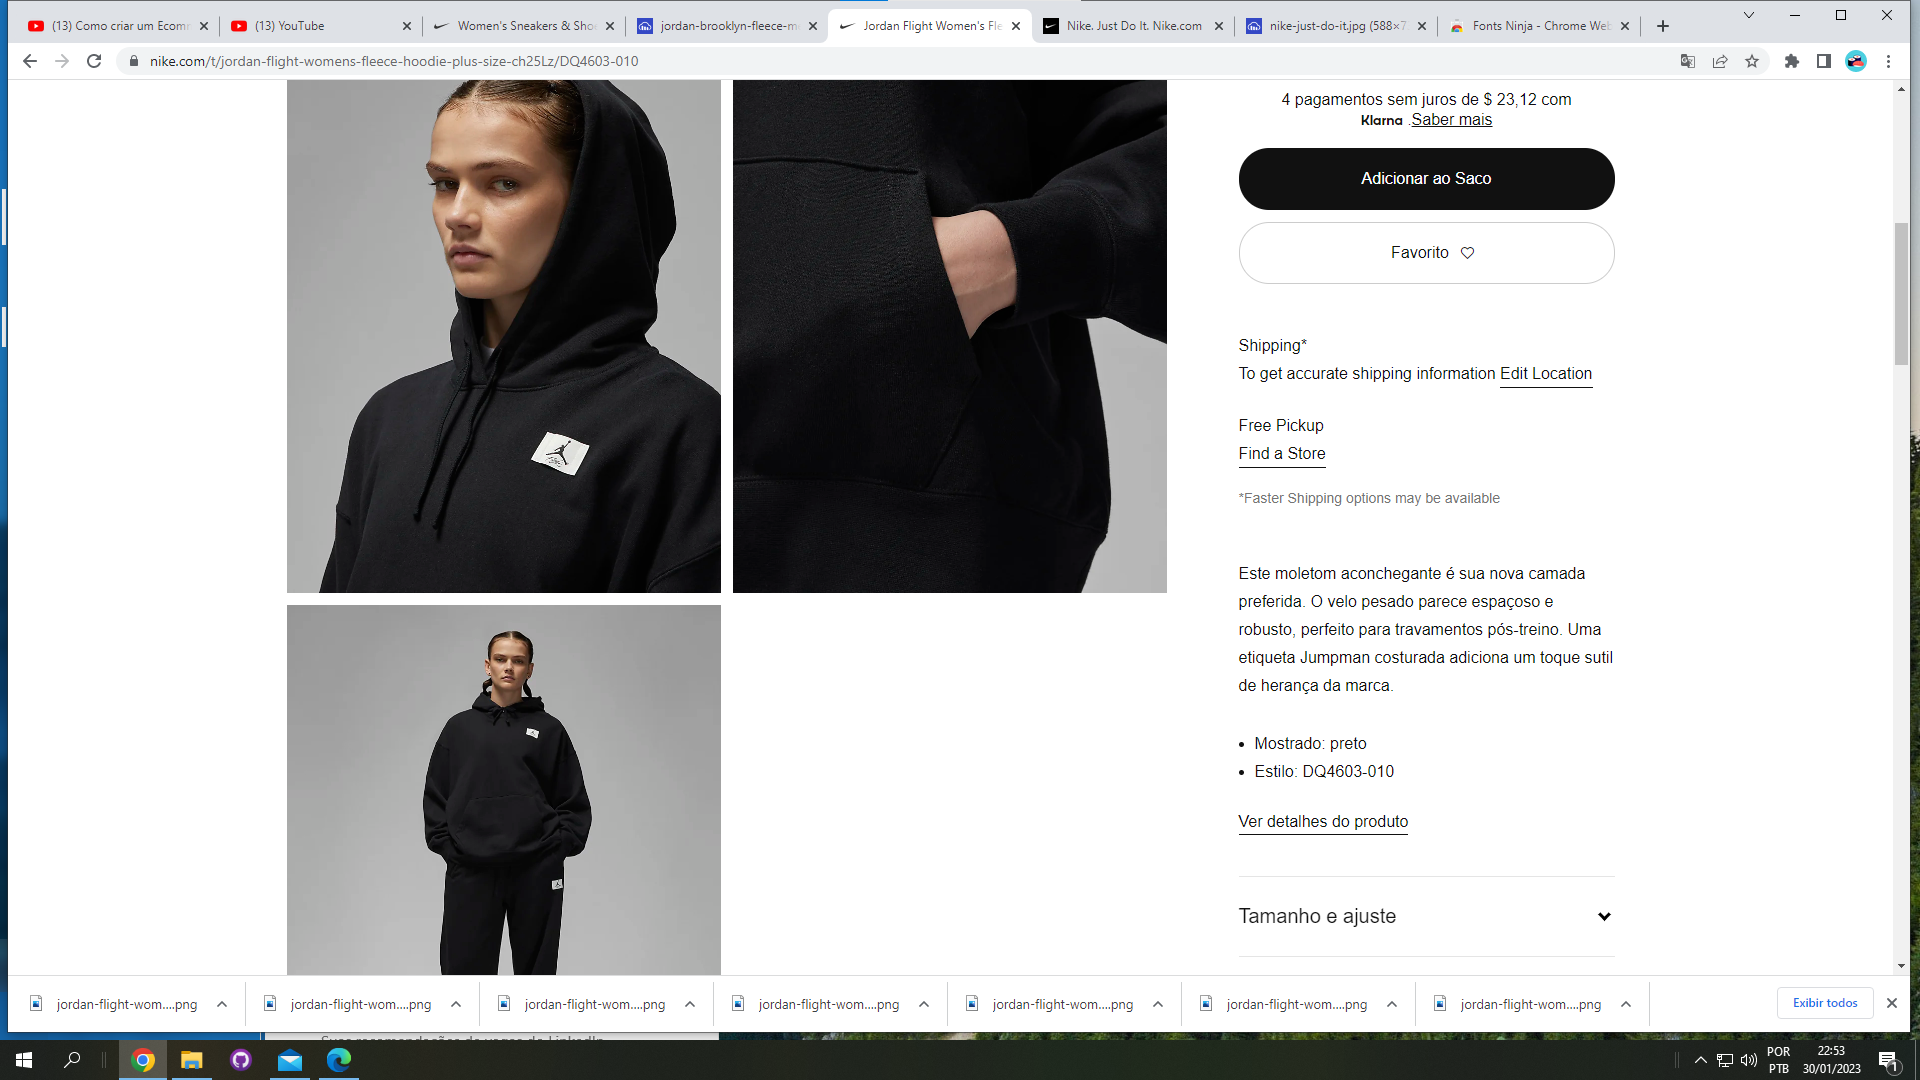 (13) Como criar um Ecomm
(13) YouTube
Women's Sneakers & Shoe
jordan-brooklyn-fleece-m
Jordan Flight Women's Fle
Nike. Just Do It. Nike.com
nike-just-do-it.jpg (588×7
Fonts Ninja - Chrome Web
nike.com/t/jordan-flight-womens-fleece-hoodie-plus-size-ch25Lz/DQ4603-010
4 pagamentos sem juros de $ 23,12 com
Klarna .Saber mais
Adicionar ao Saco
Favorito
Shipping*
To get accurate shipping information Edit Location
Free Pickup
Find a Store
*Faster Shipping options may be available
Este moletom aconchegante é sua nova camada
preferida. O velo pesado parece espaçoso e
robusto, perfeito para travamentos pós-treino. Uma
etiqueta Jumpman costurada adiciona um toque sutil
de herança da marca.
Mostrado: preto
Estilo: DQ4603-010
Ver detalhes do produto
Tamanho e ajuste
jordan-flight-wom....png
jordan-flight-wom....png
jordan-flight-wom....png
jordan-flight-wom....png
jordan-flight-wom....png
jordan-flight-wom....png
jordan-flight-wom....png
Exibir todos
POR
PTB
22:53
30/01/2023
1